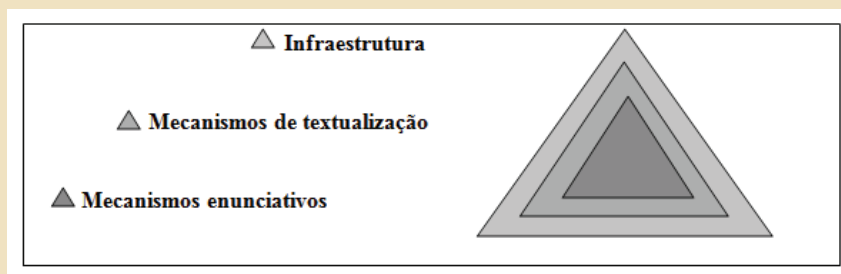 Infraestrutura
Mecanismos de textualização
Mecanismos enunciativos